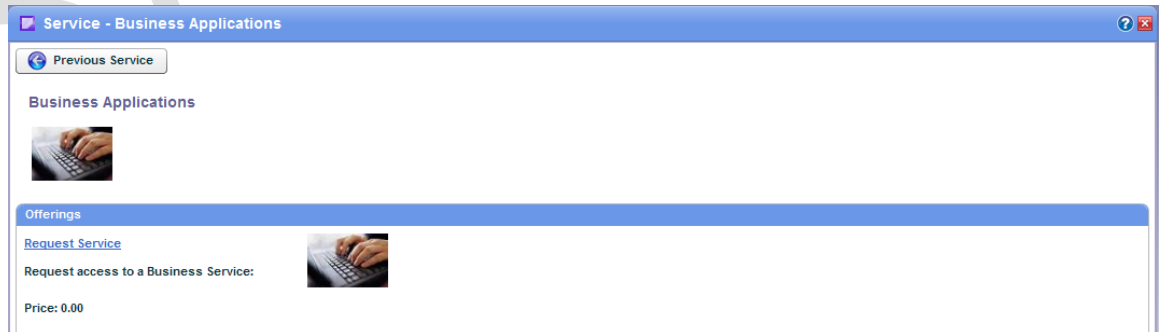 Service - Business Applications
Previous Service
Business Applications
Offerings
Request Service
Request access to a Business Service:
Price: 0.00